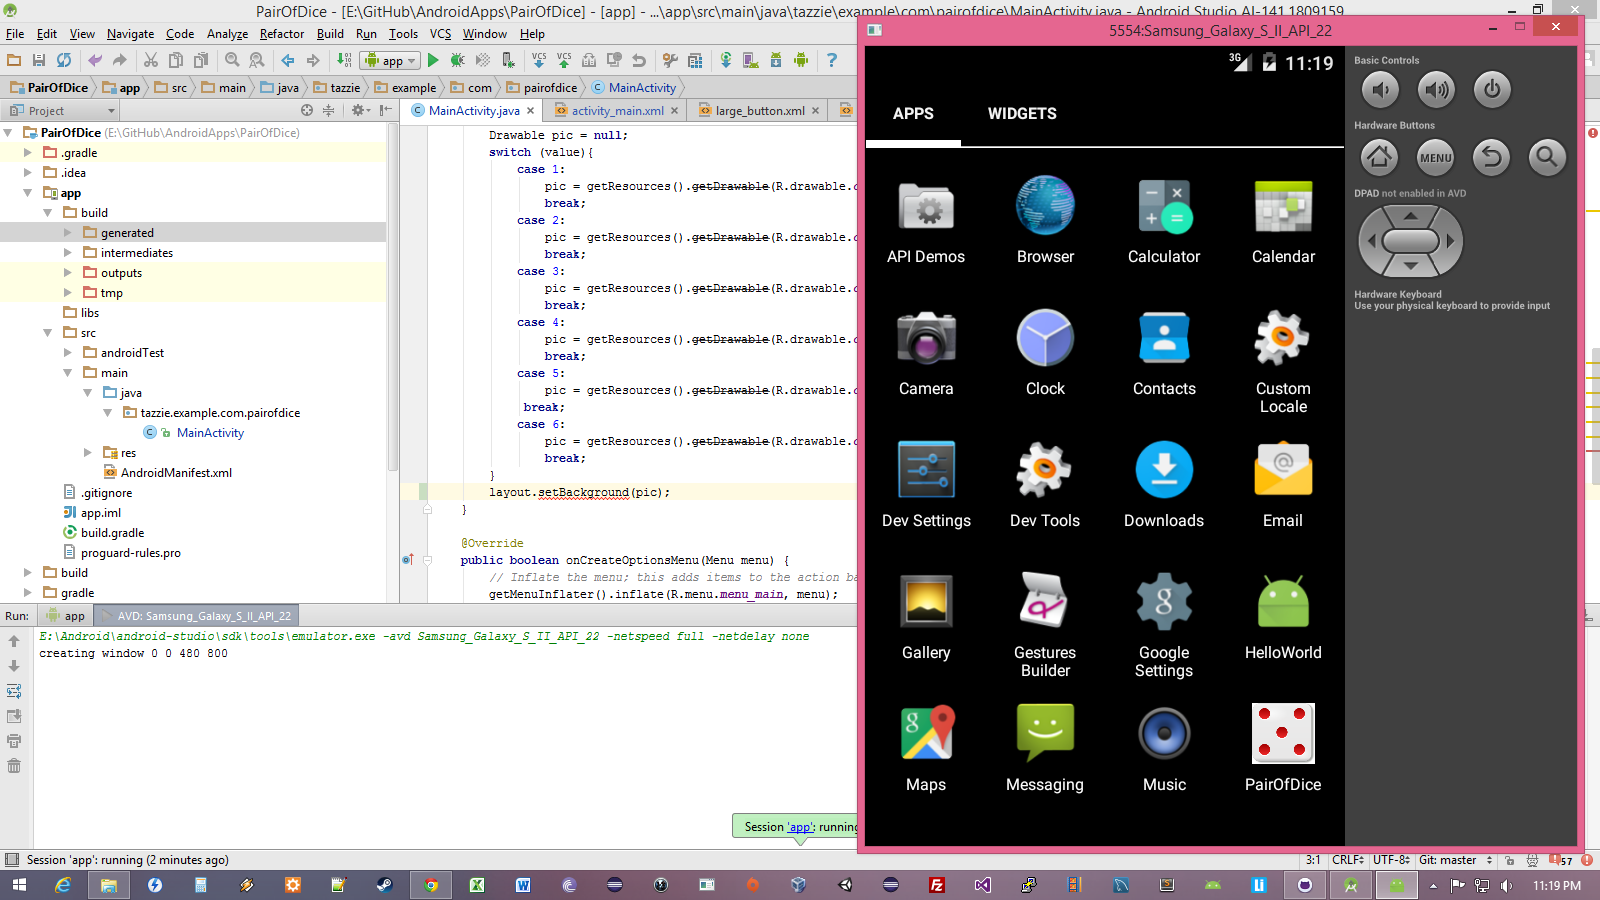 PairOfDice - [E:\GitHub\AndroidApps\PairOfDice] - [app] - ...\app\src\main\java\tazzie\example\com\pairofdice\MainActivity.java - Android Studio AI-141.1809159
File Edit View Navigate Code Analyze Refactor Build Run Tools VCS Window Help
app
PairOfDice app src main java tazzie example com pairofdice MainActivity
Project
MainActivity.java
activity_main.xml
large_button.xml
PairOfDice (E:\GitHub\AndroidApps\PairOfDice)
.gradle
.idea
app
build
generated
intermediates
outputs
tmp
libs
src
androidTest
main
java
tazzie.example.com.pairofdice
MainActivity
res
AndroidManifest.xml
.gitignore
app.iml
build.gradle
proguard-rules.pro
build
gradle
Drawable pic = null;
switch (value){
case 1:
pic = getResources().getDrawable(R.drawable.
break;
case 2:
pic = getResources().getDrawable(R.drawable.
break;
case 3:
pic = getResources().getDrawable(R.drawable.
break;
case 4:
pic = getResources().getDrawable(R.drawable.
break;
case 5:
pic = getResources().getDrawable(R.drawable.
break;
case 6:
pic = getResources().getDrawable(R.drawable.
break;
}
layout.setBackground(pic);
}
@Override
public boolean onCreateOptionsMenu(Menu menu) {
// Inflate the menu; this adds items to the action ba
getMenuInflater().inflate(R.menu.menu_main, menu);
Run: app AVD: Samsung_Galaxy_S_II_API_22
E:\Android\android-studio\sdk\tools\emulator.exe -avd Samsung_Galaxy_S_II_API_22 -netspeed full -netdelay none
creating window 0 0 480 800
Session 'app': running
Session 'app': running (2 minutes ago)
3:1 CRLF UTF-8 Git: master 57
5554:Samsung_Galaxy_S_II_API_22
3G 11:19
APPS WIDGETS
API Demos
Browser
Calculator
Calendar
Camera
Clock
Contacts
Custom Locale
Dev Settings
Dev Tools
Downloads
Email
Gallery
Gestures Builder
Google Settings
HelloWorld
Maps
Messaging
Music
PairOfDice
Basic Controls
Hardware Buttons
MENU
DPAD not enabled in AVD
Hardware Keyboard
Use your physical keyboard to provide input
11:19 PM